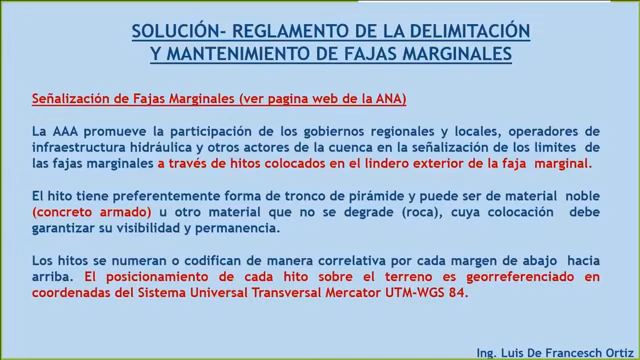 SOLUCIÓN- REGLAMENTO DE LA DELIMITACIÓN
Y MANTENIMIENTO DE FAJAS MARGINALES
Señalización de Fajas Marginales (ver pagina web de la ANA)
La AAA promueve la participación de los gobiernos regionales y locales, operadores de
infraestructura hidráulica y otros actores de la cuenca en la señalización de los limites de
las fajas marginales a través de hitos colocados en el lindero exterior de la faja marginal.
El hito tiene preferentemente forma de tronco de pirámide y puede ser de material noble
(concreto armado) u otro material que no se degrade (roca), cuya colocación debe
garantizar su visibilidad y permanencia.
Los hitos se numeran o codifican de manera correlativa por cada margen de abajo hacia
arriba. El posicionamiento de cada hito sobre el terreno es georreferenciado en
coordenadas del Sistema Universal Transversal Mercator UTM-WGS 84.
Ing. Luis De Francesch Ortiz